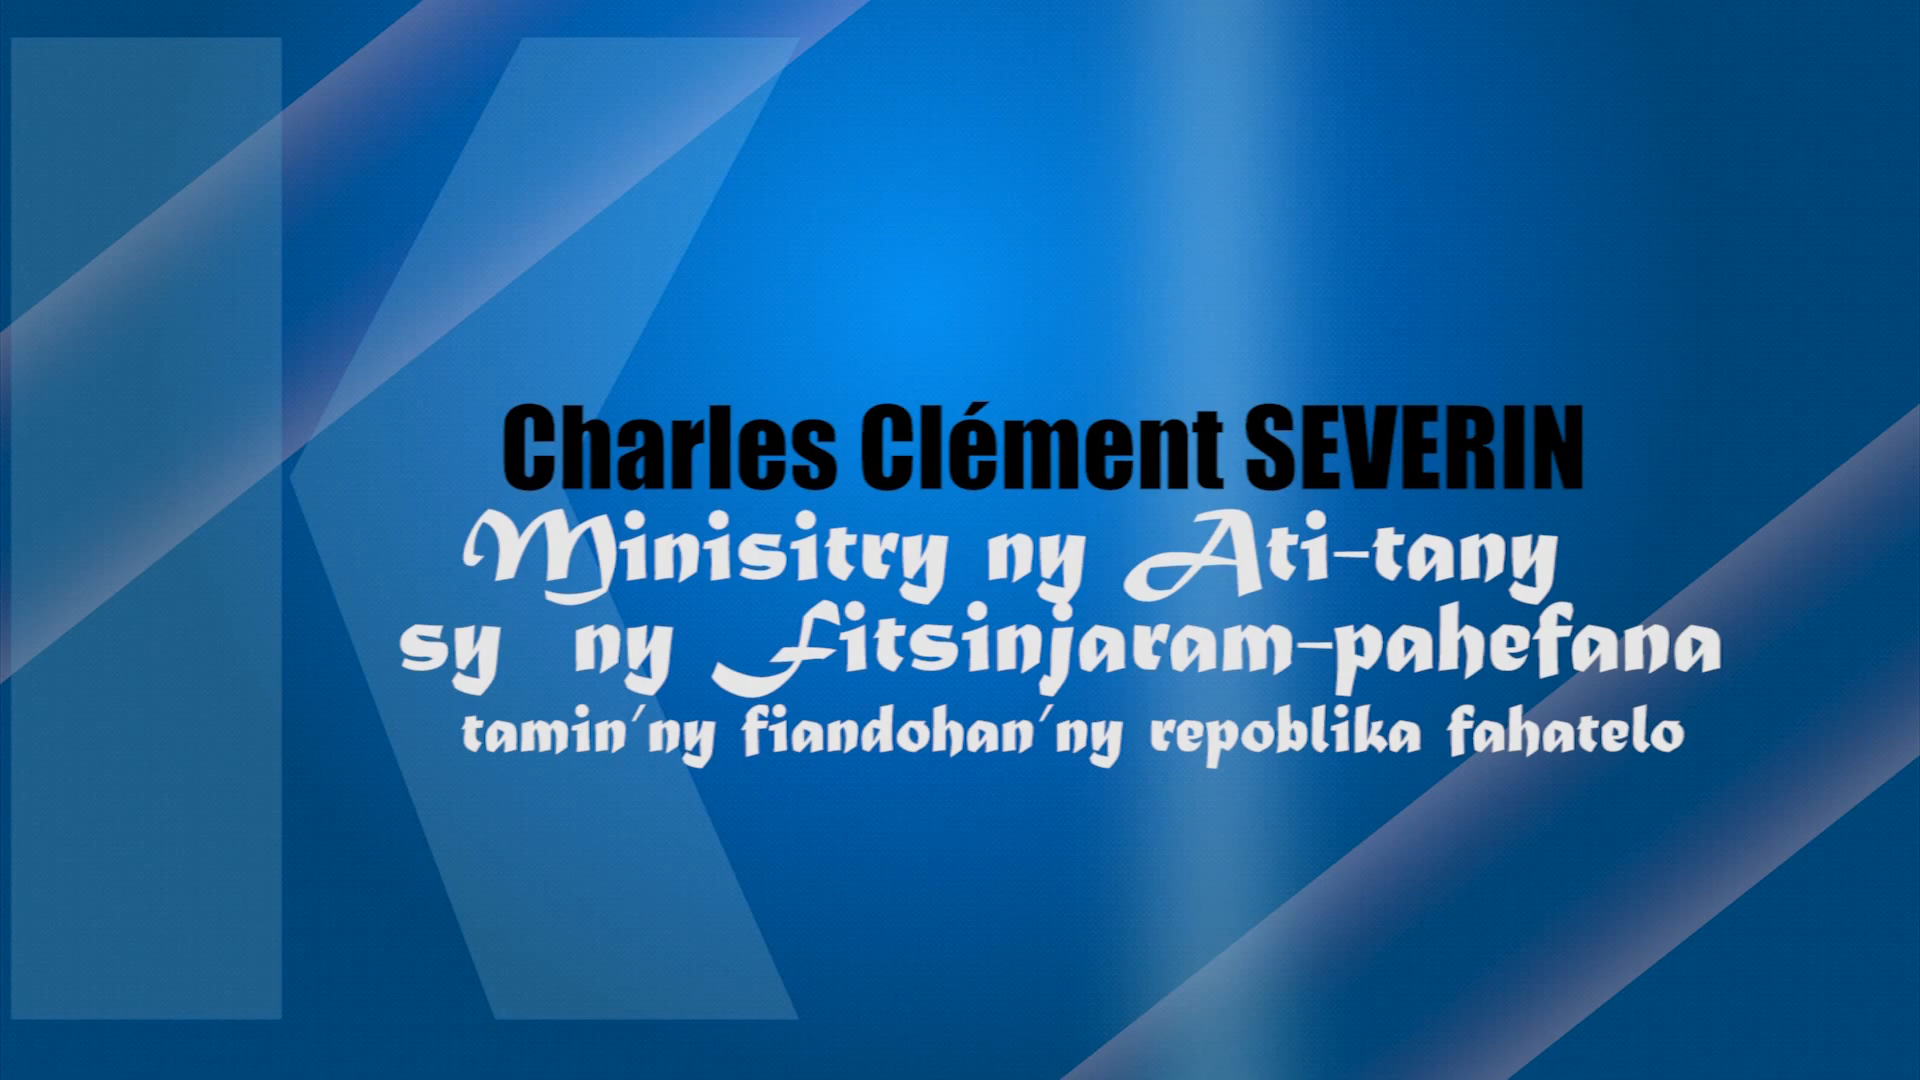 Charles Clément SEVERIN
Minisitry ny Ati-tany
sy ny Fitsinjaram-pahefana
tamin'ny fiandohan'ny repoblika fahatelo